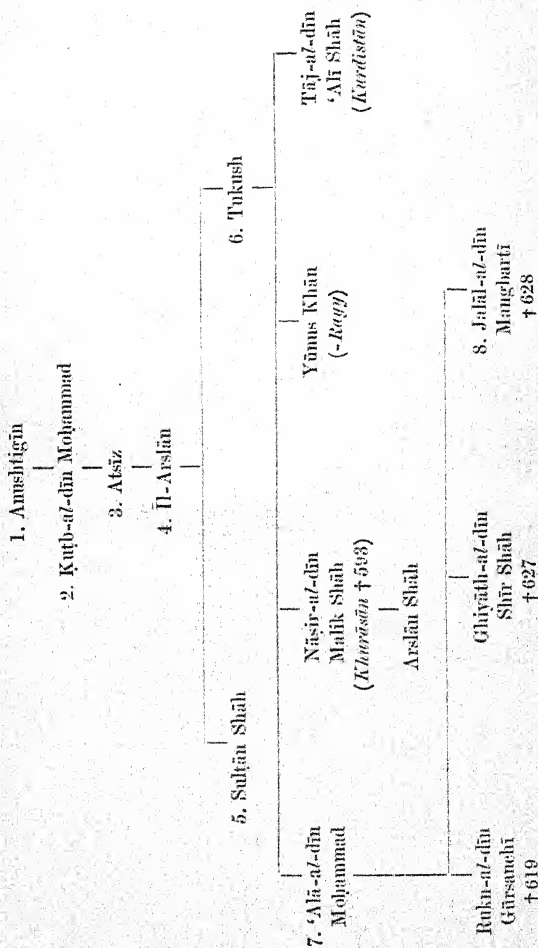 1. Anushtigīn
2. Ḳuṭb-al-dīn Moḥammad
3. Atsīz
4. Īl-Arslān
5. Sulṭān Shāh
6. Tukush
7. ‘Alā-al-dīn
Moḥammad
Nāṣir-al-dīn
Malik Shāh
(Khurāsān † 593)
Arslān Shāh
Yūnus Khān
(-Rayy)
Tāj-al-dīn
‘Alī Shāh
(Kurdistān)
Rukn-al-dīn
Gūrsanchī
† 619
Ghiyāth-al-dīn
Shīr Shāh
† 627
8. Jalāl-al-dīn
Mangbartī
† 628